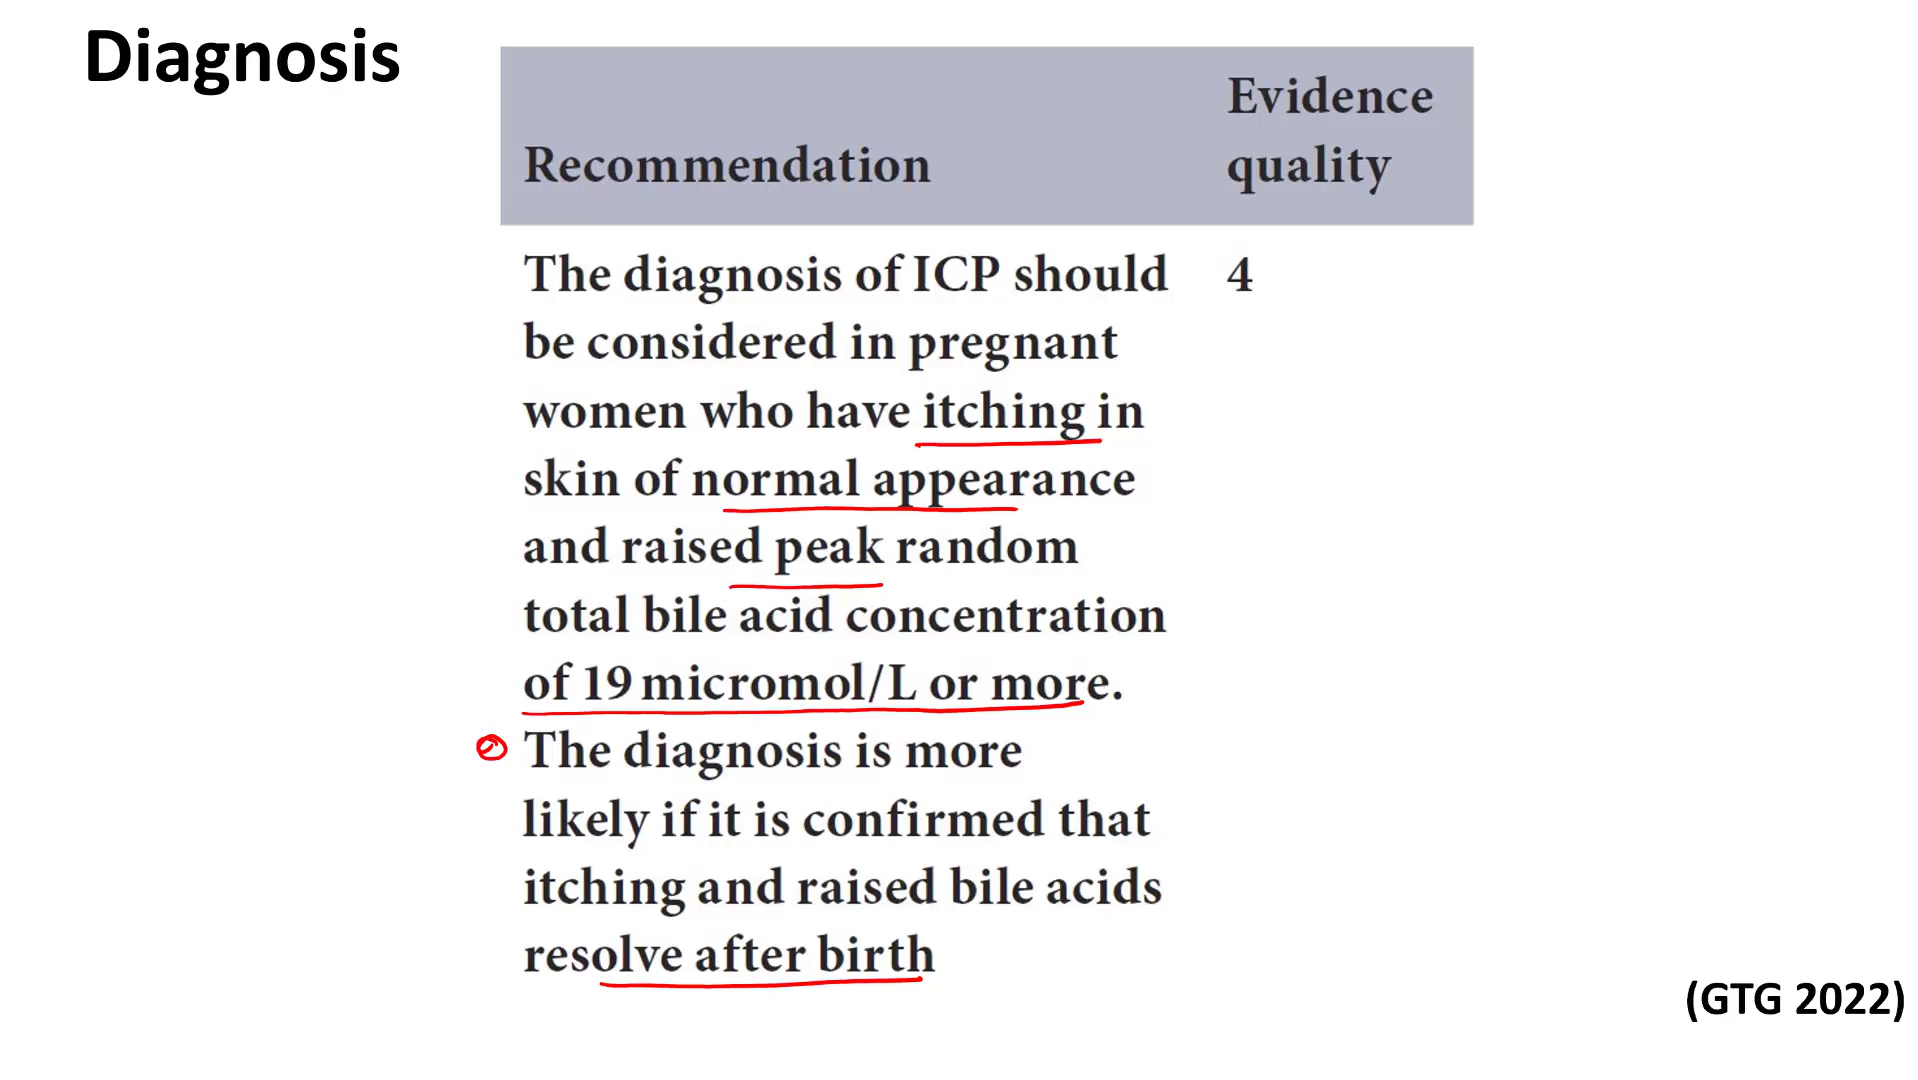 Diagnosis
Evidence
Recommendation quality
The diagnosis of ICP should 4
be considered in pregnant
women who have itching in
skin of normal appearance
and raised peak random
total bile acid concentration
of 19 micromol/L or more.
The diagnosis is more
likely if it is confirmed that
itching and raised bile acids
resolve after birth
(GTG 2022)